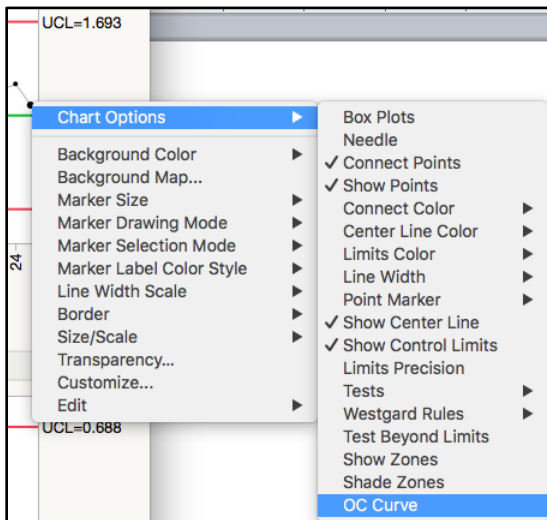 UCL=1.693
Chart Options
Background Color
Background Map...
Marker Size
Marker Drawing Mode
Marker Selection Mode
Marker Label Color Style
Line Width Scale
Border
Size/Scale
Transparency...
Customize...
Edit
24
UCL=0.688
Box Plots
Needle
Connect Points
Show Points
Connect Color
Center Line Color
Limits Color
Line Width
Point Marker
Show Center Line
Show Control Limits
Limits Precision
Tests
Westgard Rules
Test Beyond Limits
Show Zones
Shade Zones
OC Curve